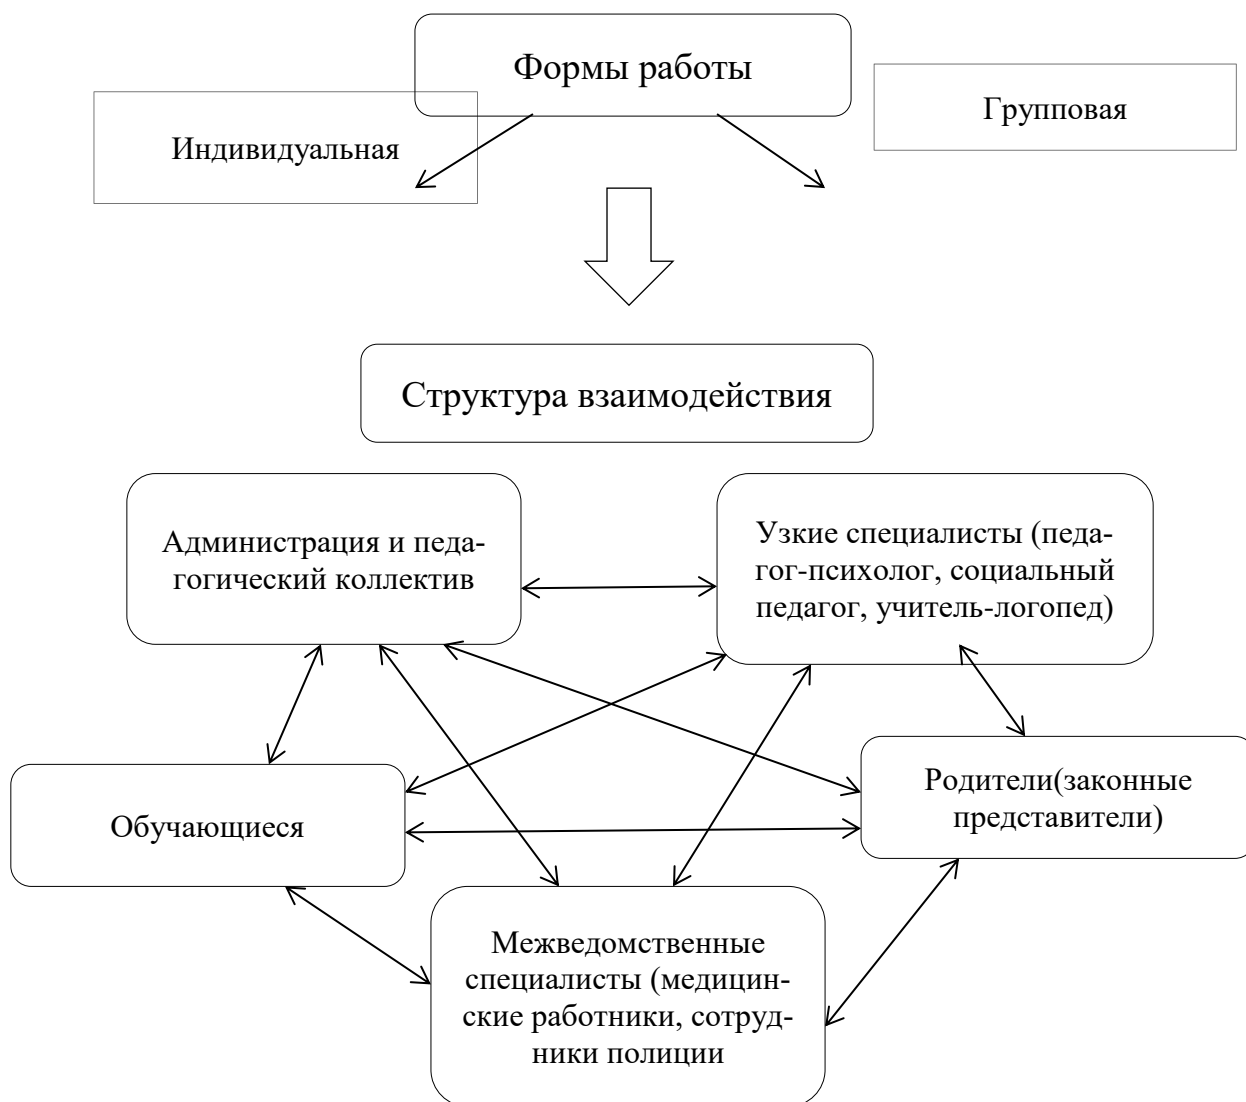 Формы работы
Индивидуальная
Групповая
Структура взаимодействия
Администрация и педа-
гогический коллектив
Узкие специалисты (педа-
гог-психолог, социальный
педагог, учитель-логопед)
Обучающиеся
Родители(законные
представители)
Межведомственные
специалисты (медицин-
ские работники, сотруд-
ники полиции